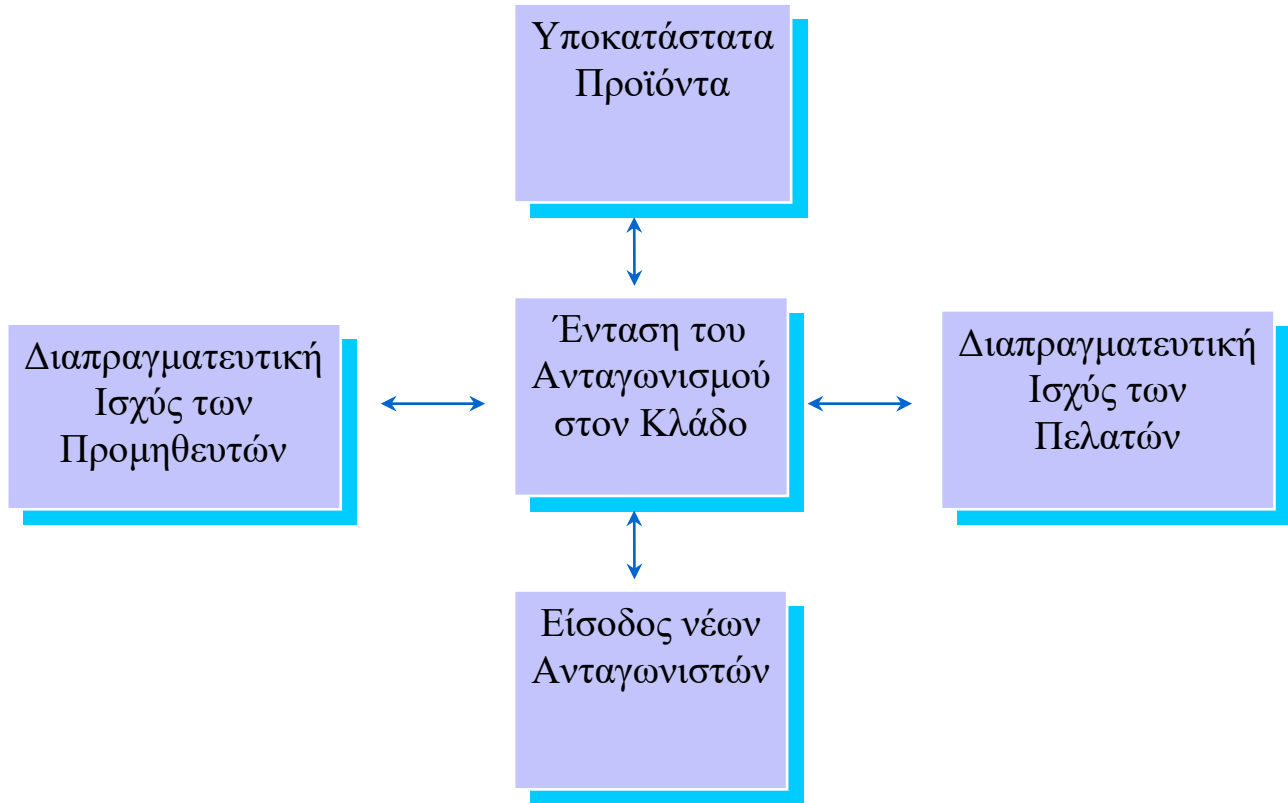 Υποκατάστατα
Προϊόντα
Διαπραγματευτική
Ισχύς των
Προμηθευτών
Ένταση του
Ανταγωνισμού
στον Κλάδο
Διαπραγματευτική
Ισχύς των
Πελατών
Είσοδος νέων
Ανταγωνιστών